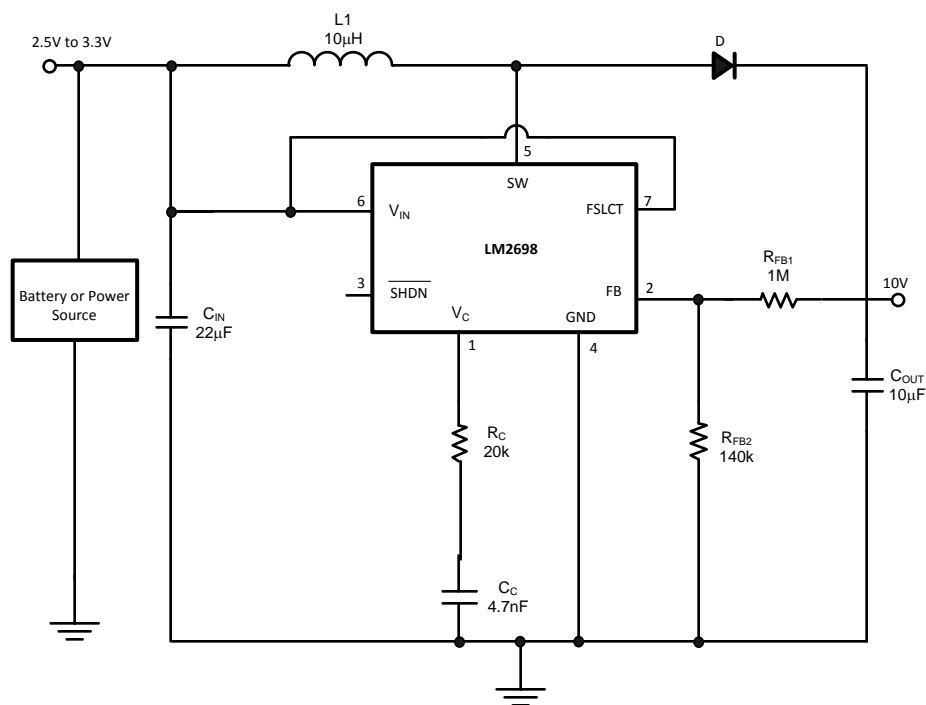 L1
10μH
2.5V to 3.3V
D
5
SW
6
VIN
FSLCT
7
LM2698
3
SHDN
FB
2
RFB1
1M
10V
Battery or Power
Source
CIN
22μF
VC
GND
1
4
COUT
10μF
RC
20k
RFB2
140k
CC
4.7nF